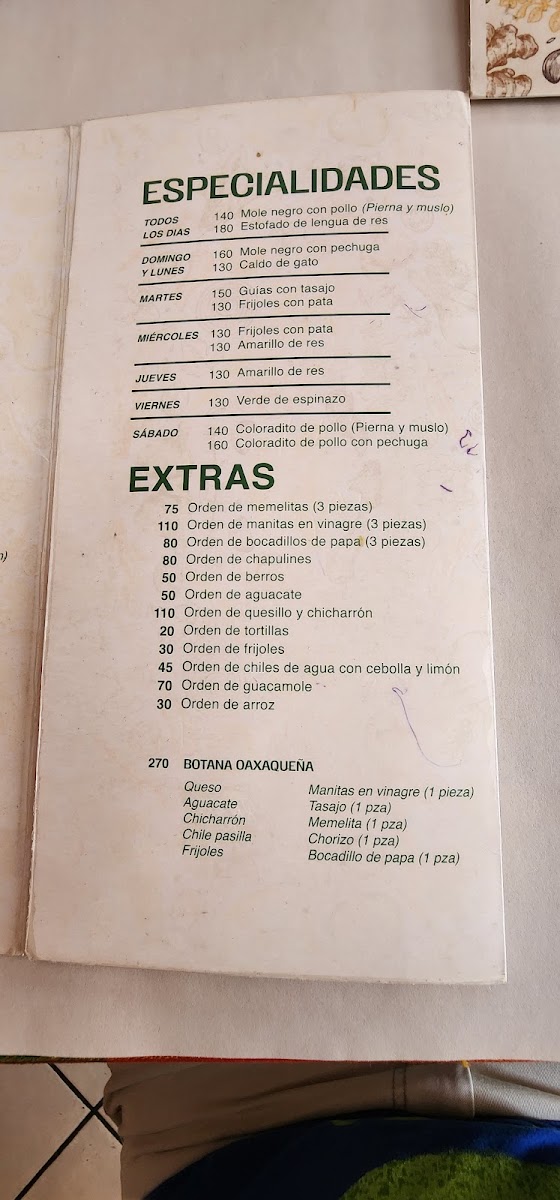 ESPECIALIDADES
TODOS LOS DIAS
140 Mole negro con pollo (Pierna y muslo)
180 Estofado de lengua de res
DOMINGO Y LUNES
160 Mole negro con pechuga
130 Caldo de gato
MARTES
150 Guías con tasajo
130 Frijoles con pata
MIÉRCOLES
130 Frijoles con pata
130 Amarillo de res
JUEVES
130 Amarillo de res
VIERNES
130 Verde de espinazo
SÁBADO
140 Coloradito de pollo (Pierna y muslo)
160 Coloradito de pollo con pechuga
EXTRAS
75 Orden de memelitas (3 piezas)
110 Orden de manitas en vinagre (3 piezas)
80 Orden de bocadillos de papa (3 piezas)
80 Orden de chapulines
50 Orden de berros
50 Orden de aguacate
110 Orden de quesillo y chicharrón
20 Orden de tortillas
30 Orden de frijoles
45 Orden de chiles de agua con cebolla y limón
70 Orden de guacamole
30 Orden de arroz
270 BOTANA OAXAQUEÑA
Queso
Aguacate
Chicharrón
Chile pasilla
Frijoles
Manitas en vinagre (1 pieza)
Tasajo (1 pza)
Memelita (1 pza)
Chorizo (1 pza)
Bocadillo de papa (1 pza)